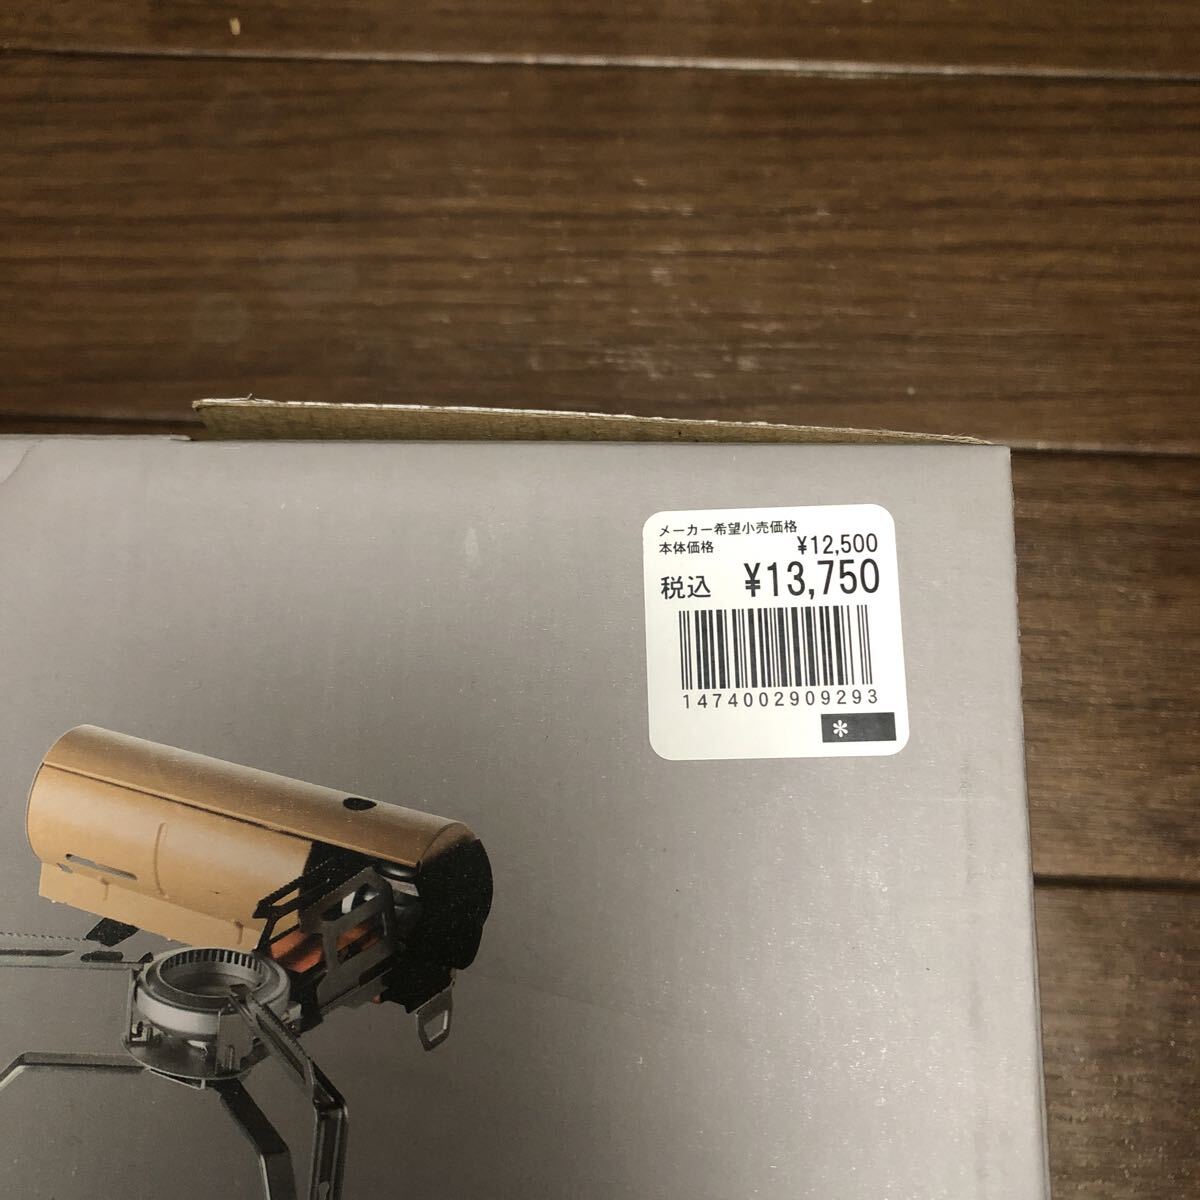 メーカー希望小売価格
本体価格 ¥12,500
税込 ¥13,750
1474002909293
*